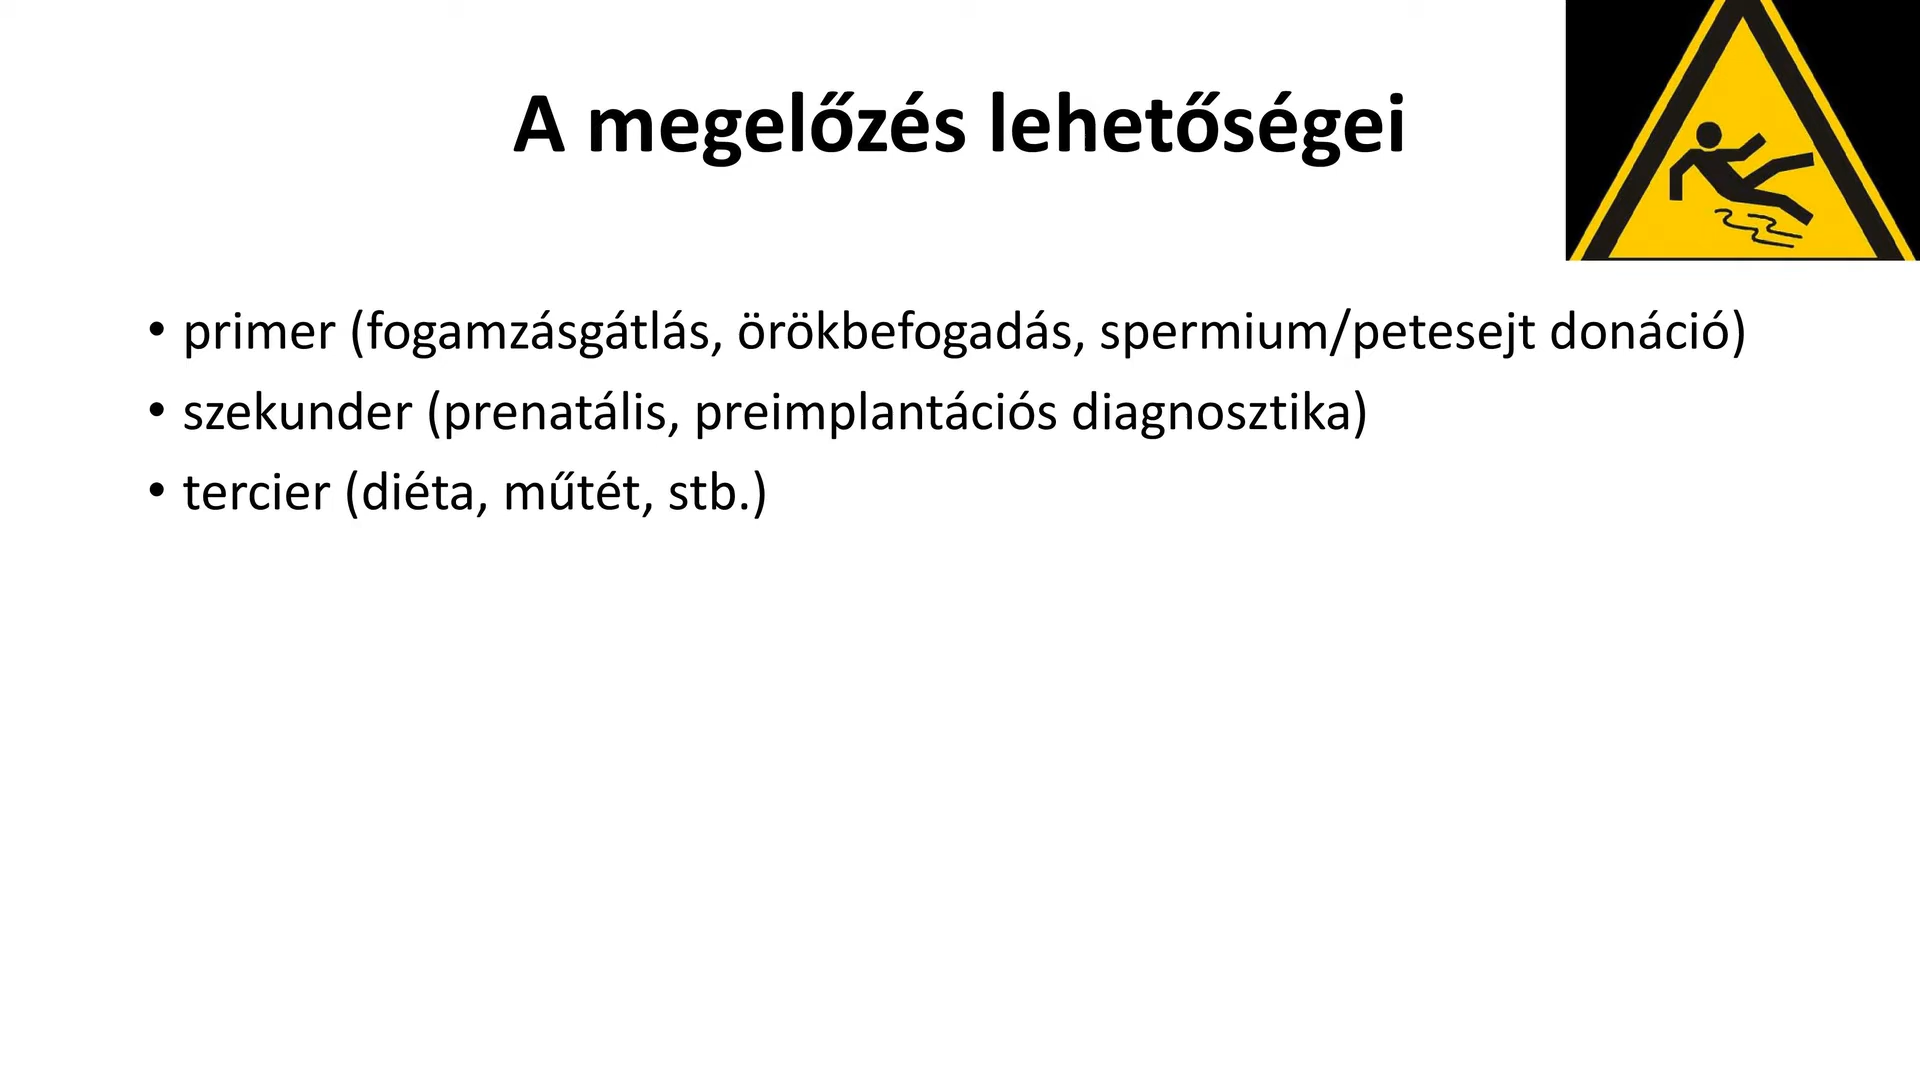 A megelőzés lehetőségei
• primer (fogamzásgátlás, örökbefogadás, spermium/petesejt donáció)
• szekunder (prenatális, preimplantációs diagnosztika)
• tercier (diéta, műtét, stb.)